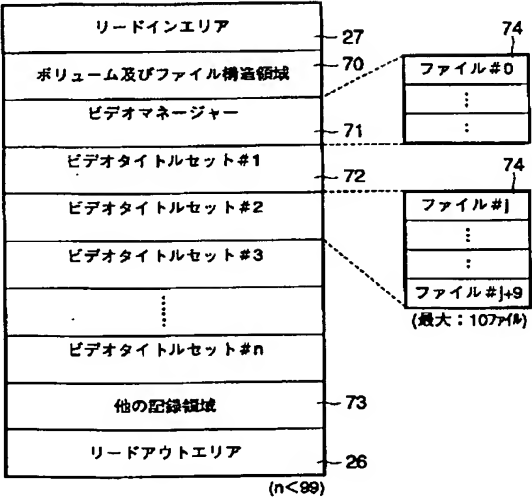 リードインエリア
27
ボリューム及びファイル構造領域
70
ビデオマネージャー
71
ビデオタイトルセット#1
72
ビデオタイトルセット#2
ビデオタイトルセット#3
ビデオタイトルセット#n
他の記録領域
73
リードアウトエリア
26
(n<99)
74
ファイル#0
74
ファイル#j
ファイル#j+9
(最大:10ファイル)